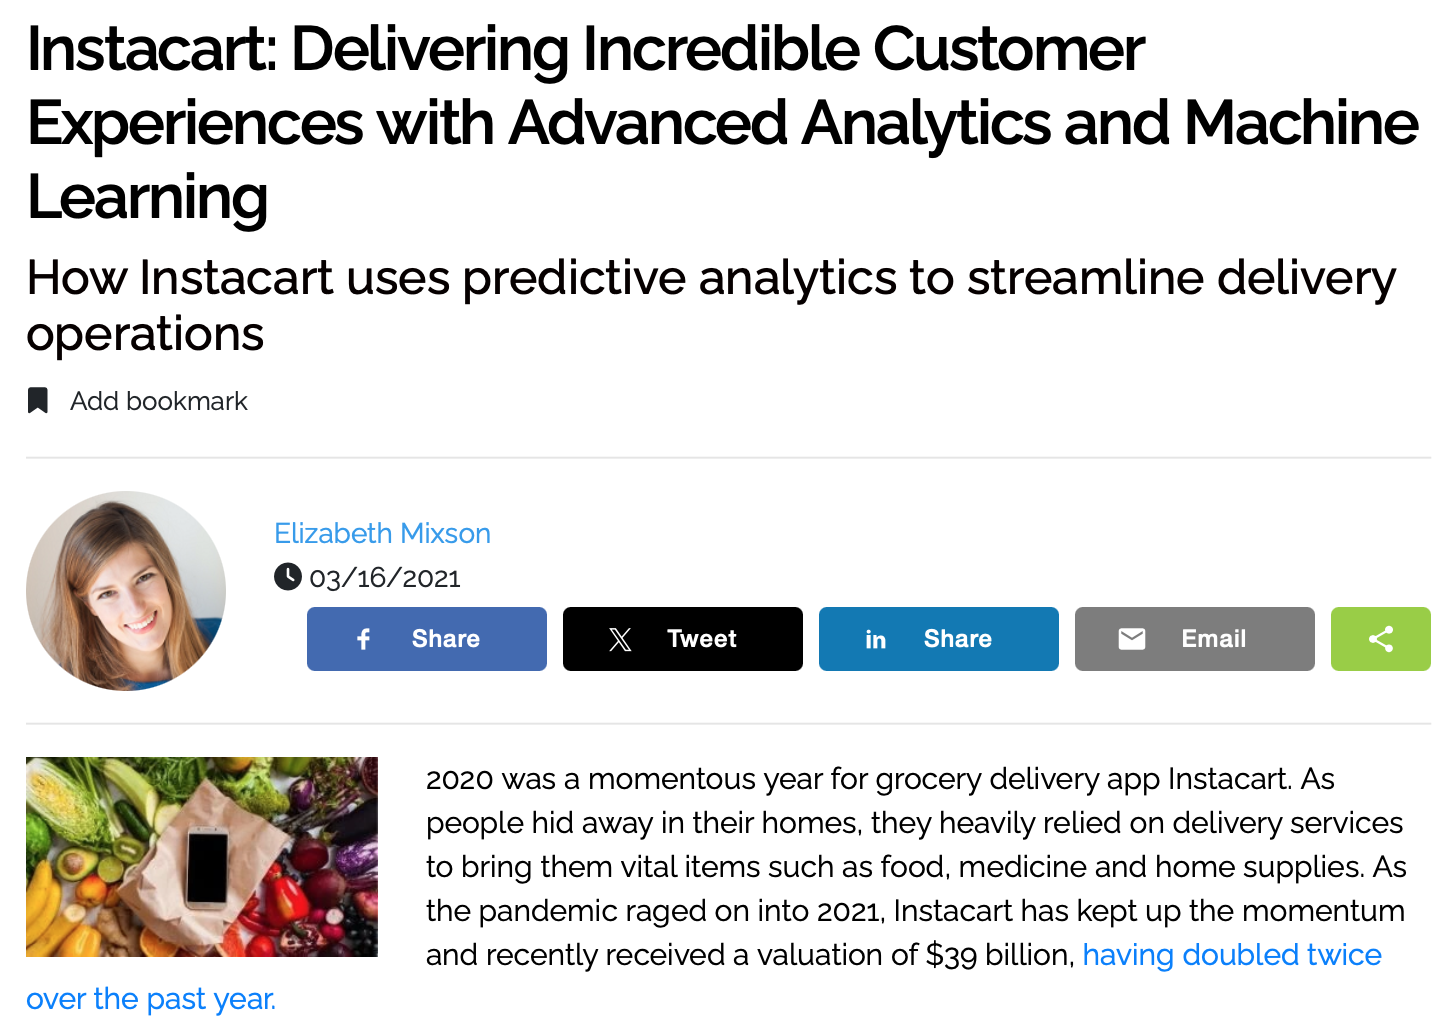 Instacart: Delivering Incredible Customer
Experiences with Advanced Analytics and Machine
Learning
How Instacart uses predictive analytics to streamline delivery
operations
Add bookmark
Elizabeth Mixson
03/16/2021
Share
Tweet
Share
Email
2020 was a momentous year for grocery delivery app Instacart. As
people hid away in their homes, they heavily relied on delivery services
to bring them vital items such as food, medicine and home supplies. As
the pandemic raged on into 2021, Instacart has kept up the momentum
and recently received a valuation of $39 billion, having doubled twice
over the past year.